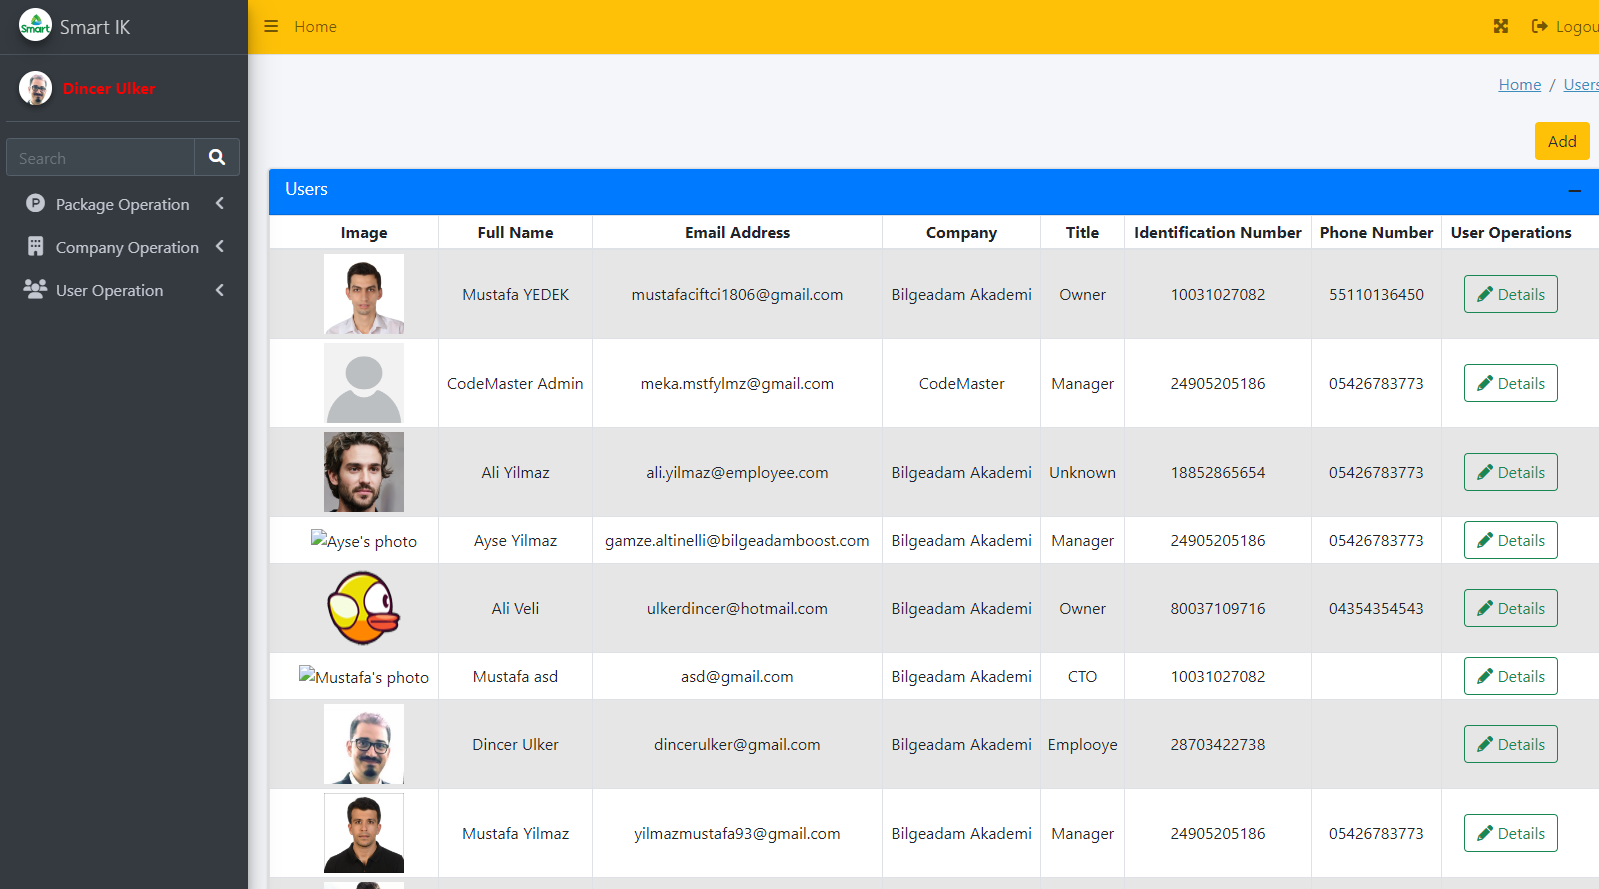 Smart
Smart IK
Home
Logou
Dincer Ulker
Home / Users
Search
Add
Package Operation
Company Operation
User Operation
Users
Image Full Name Email Address Company Title Identification Number Phone Number User Operations
Mustafa YEDEK mustafaciftci1806@gmail.com Bilgeadam Akademi Owner 10031027082 55110136450 Details
CodeMaster Admin meka.mstfylmz@gmail.com CodeMaster Manager 24905205186 05426783773 Details
Ali Yilmaz ali.yilmaz@employee.com Bilgeadam Akademi Unknown 18852865654 05426783773 Details
Ayse's photo Ayse Yilmaz gamze.altinelli@bilgeadamboost.com Bilgeadam Akademi Manager 24905205186 05426783773 Details
Ali Veli ulkerdincer@hotmail.com Bilgeadam Akademi Owner 80037109716 04354354543 Details
Mustafa's photo Mustafa asd asd@gmail.com Bilgeadam Akademi CTO 10031027082 Details
Dincer Ulker dincerulker@gmail.com Bilgeadam Akademi Emplooye 28703422738 Details
Mustafa Yilmaz yilmazmustafa93@gmail.com Bilgeadam Akademi Manager 24905205186 05426783773 Details